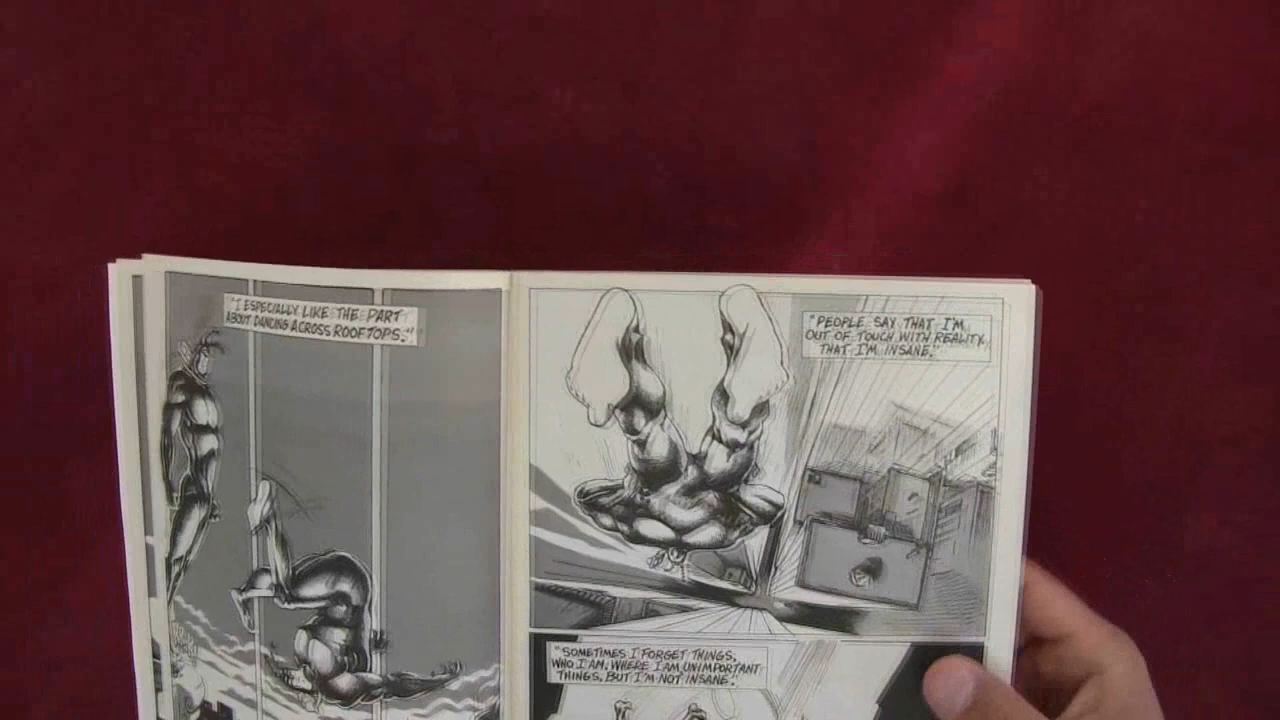 "I ESPECIALLY LIKE THE PART
ABOUT DANCING ACROSS ROOFTOPS."
"PEOPLE SAY THAT I'M
OUT OF TOUCH WITH REALITY,
THAT I'M INSANE."
"SOMETIMES I FORGET THINGS,
WHO I AM, WHERE I AM, UNIMPORTANT
THINGS, BUT I'M NOT INSANE."